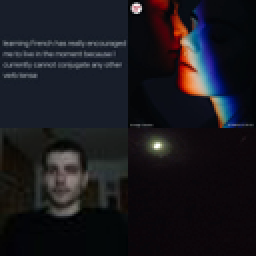 learning French has really encouraged
me to live in the moment because I
currently cannot conjugate any other
verb tense